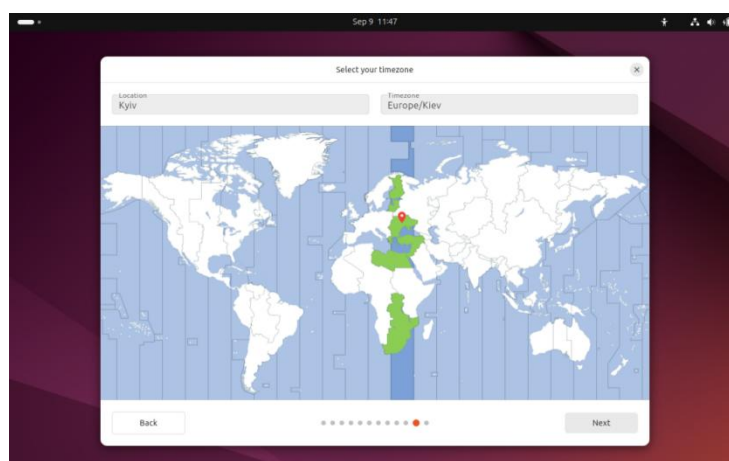 Sep 9 11:47
Select your timezone
Location
Kyiv
Timezone
Europe/Kiev
Back
Next